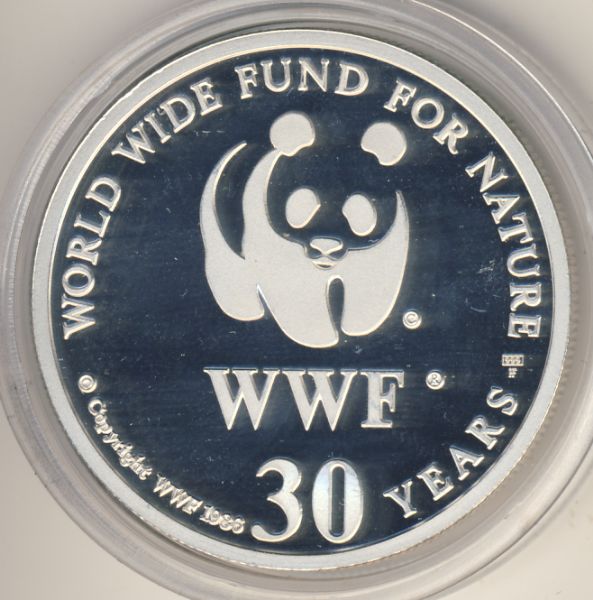 WORLD WIDE FUND FOR NATURE
©
WWF
30 YEARS
© Copyright WWF 1986